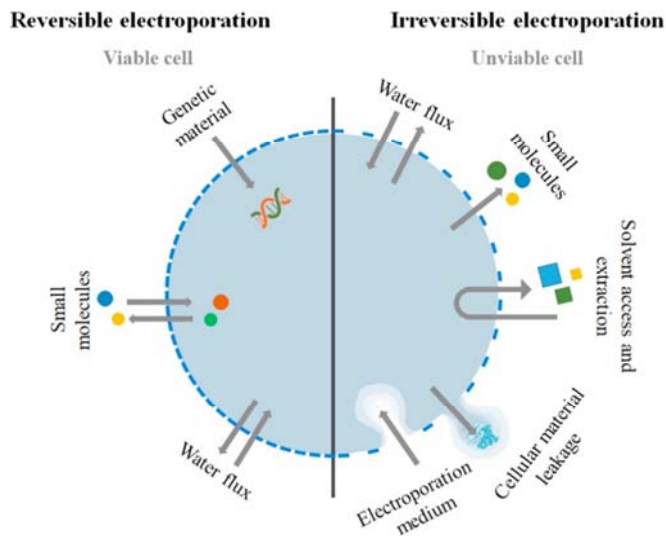 Reversible electroporation
Viable cell
Irreversible electroporation
Unviable cell
Genetic
material
Small
molecules
Water flux
Water flux
Small
molecules
Solvent access and
extraction
Cellular material
leakage
Electroporation
medium